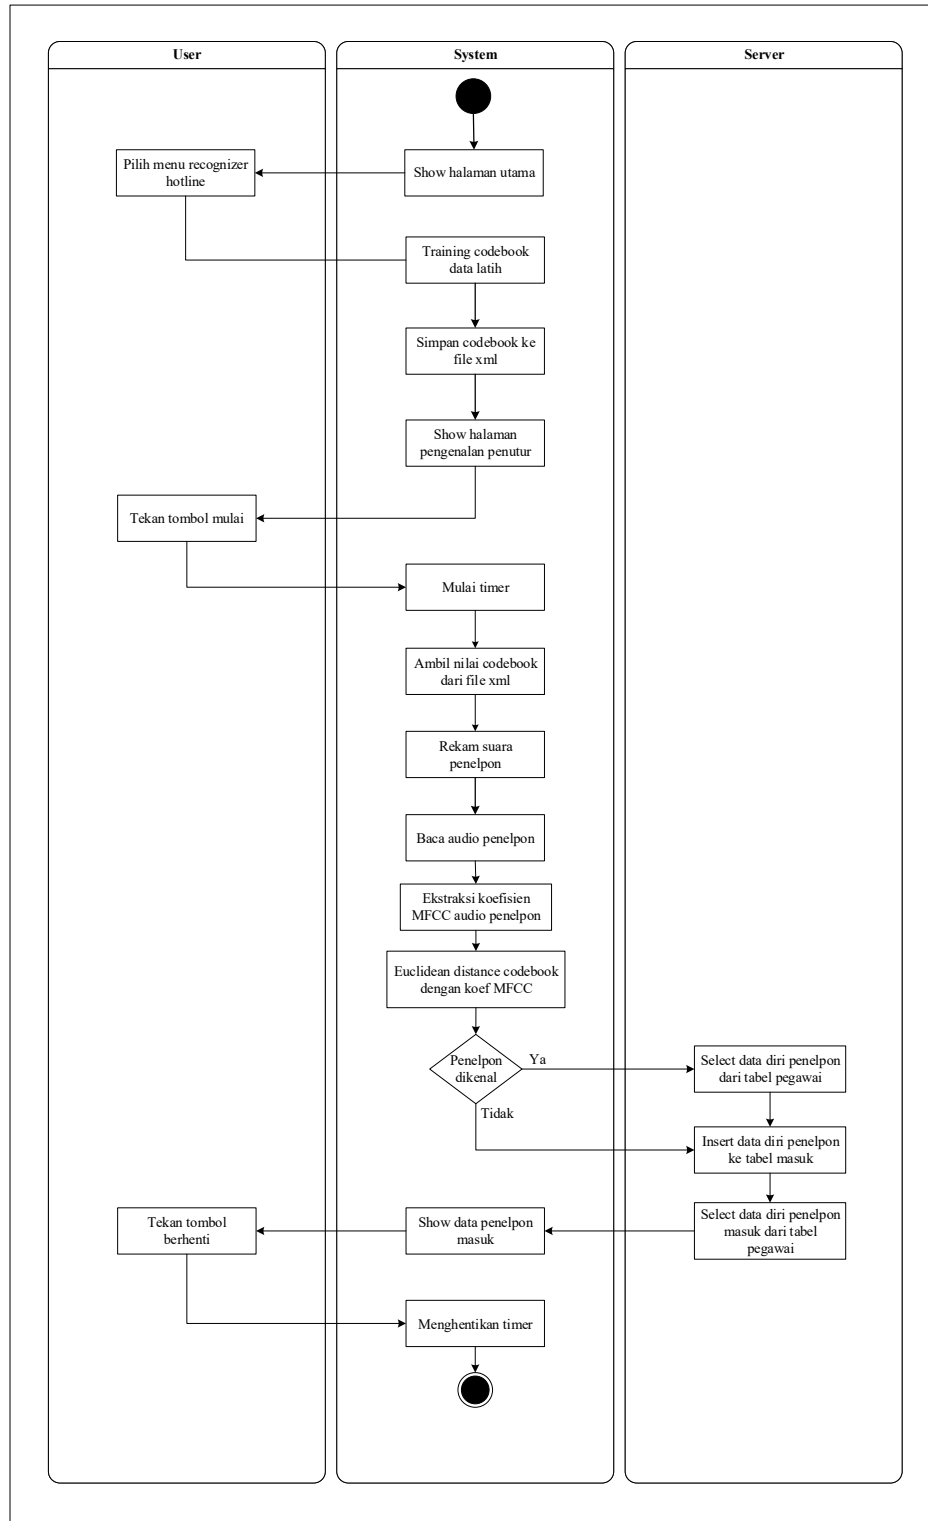 User
System
Server
Show halaman utama
Pilih menu recognizer
hotline
Training codebook
data latih
Simpan codebook ke
file xml
Show halaman
pengenalan penutur
Tekan tombol mulai
Mulai timer
Ambil nilai codebook
dari file xml
Rekam suara
penelpon
Baca audio penelpon
Ekstraksi koefisien
MFCC audio penelpon
Euclidean distance codebook
dengan koef MFCC
Penelpon
dikenal
Ya
Tidak
Select data diri penelpon
dari tabel pegawai
Insert data diri penelpon
ke tabel masuk
Select data diri penelpon
masuk dari tabel
pegawai
Show data penelpon
masuk
Tekan tombol
berhenti
Menghentikan timer